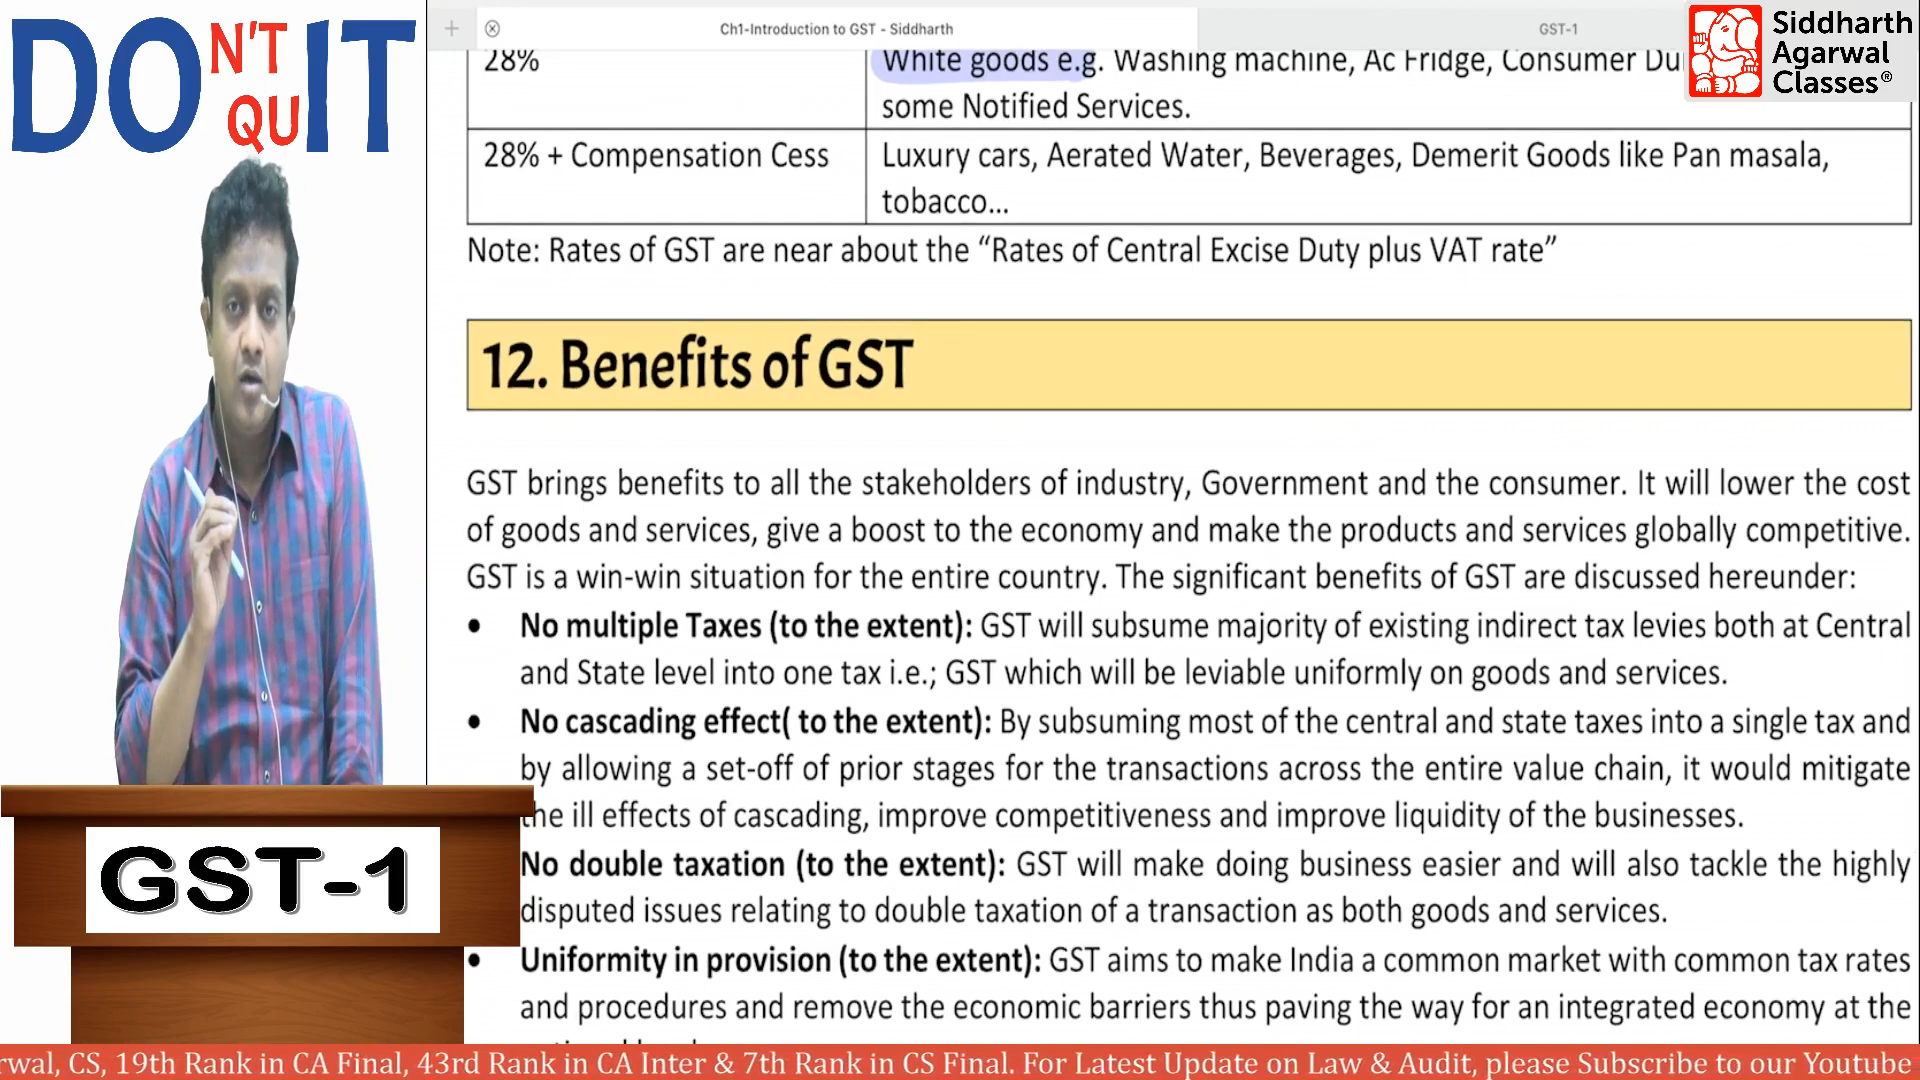 DON'T QUIT
Ch1-Introduction to GST - Siddharth
GST-1
Siddharth
Agarwal
Classes®
28%
White goods e.g. Washing machine, Ac Fridge, Consumer Du
some Notified Services.
28% + Compensation Cess
Luxury cars, Aerated Water, Beverages, Demerit Goods like Pan masala,
tobacco...
Note: Rates of GST are near about the “Rates of Central Excise Duty plus VAT rate”
12. Benefits of GST
GST brings benefits to all the stakeholders of industry, Government and the consumer. It will lower the cost
of goods and services, give a boost to the economy and make the products and services globally competitive.
GST is a win-win situation for the entire country. The significant benefits of GST are discussed hereunder:
• No multiple Taxes (to the extent): GST will subsume majority of existing indirect tax levies both at Central
and State level into one tax i.e.; GST which will be leviable uniformly on goods and services.
• No cascading effect( to the extent): By subsuming most of the central and state taxes into a single tax and
by allowing a set-off of prior stages for the transactions across the entire value chain, it would mitigate
the ill effects of cascading, improve competitiveness and improve liquidity of the businesses.
No double taxation (to the extent): GST will make doing business easier and will also tackle the highly
disputed issues relating to double taxation of a transaction as both goods and services.
• Uniformity in provision (to the extent): GST aims to make India a common market with common tax rates
and procedures and remove the economic barriers thus paving the way for an integrated economy at the
GST-1
rwal, CS, 19th Rank in CA Final, 43rd Rank in CA Inter & 7th Rank in CS Final. For Latest Update on Law & Audit, please Subscribe to our Youtube